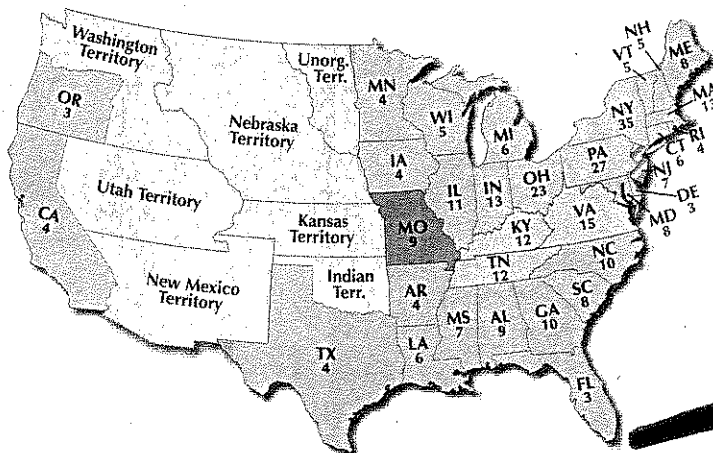 Washington
Territory
OR
3
CA
4
Utah Territory
Nebraska
Territory
Unorg.
Terr.
Kansas
Territory
New Mexico
Territory
Indian
Terr.
TX
4
MN
4
IA
4
MO
9
AR
4
LA
6
WI
5
IL
11
MI
6
IN
13
OH
23
KY
12
TN
12
MS
7
AL
9
GA
10
FL
3
SC
8
NC
10
VA
15
PA
27
NY
35
VT
5
NH
5
ME
8
MA
13
RI
4
CT
6
NJ
7
DE
3
MD
8